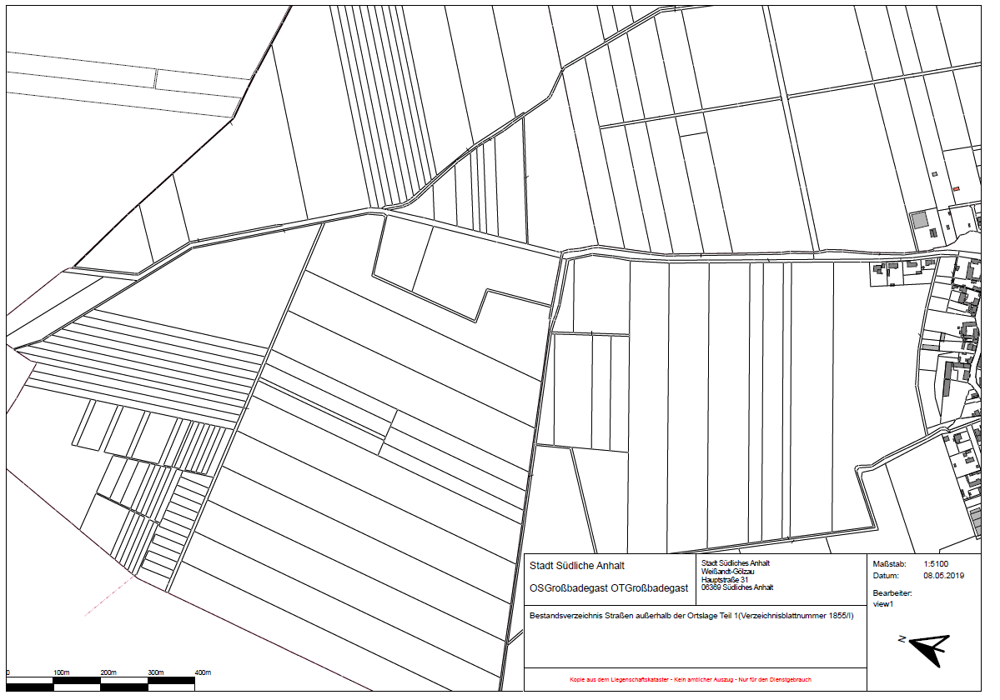 Stadt Südliche Anhalt
OSGroßbadegast OTGroßbadegast
Stadt Südliches Anhalt
Weißandt-Gölzau
Hauptstraße 31
06369 Südliches Anhalt
Maßstab: 1:5100
Datum: 08.05.2019
Bearbeiter:
view1
Bestandsverzeichnis Straßen außerhalb der Ortslage Teil 1(Verzeichnisblattnummer 1855/I)
N
Kopie aus dem Liegenschaftskataster - Kein amtlicher Auszug - Nur für den Dienstgebrauch
0 100m 200m 300m 400m